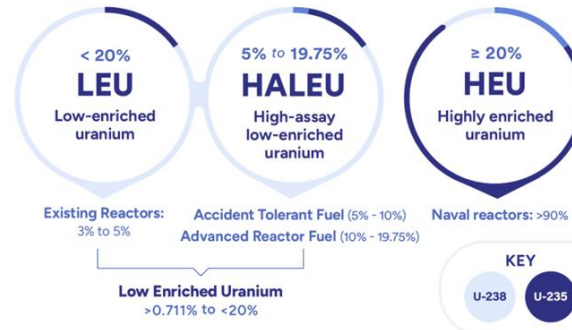 < 20%
LEU
Low-enriched
uranium
5% to 19.75%
HALEU
High-assay
low-enriched
uranium
≥ 20%
HEU
Highly enriched
uranium
Existing Reactors:
3% to 5%
Accident Tolerant Fuel (5% - 10%)
Advanced Reactor Fuel (10% - 19.75%)
Naval reactors: >90%
Low Enriched Uranium
>0.711% to <20%
KEY
U-238
U-235